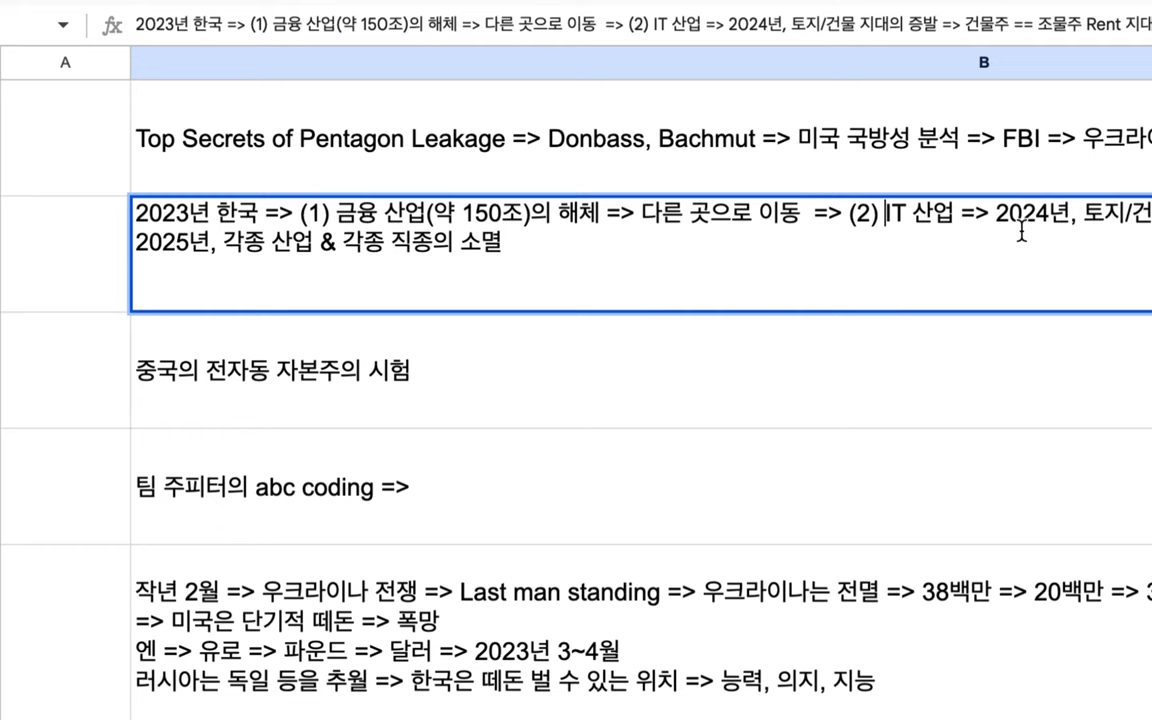 fx 2023년 한국 => (1) 금융 산업(약 150조)의 해체 => 다른 곳으로 이동  => (2) IT 산업 => 2024년, 토지/건물 지대의 증발 => 건물주 == 조물주 Rent 지대
A B
Top Secrets of Pentagon Leakage => Donbass, Bachmut => 미국 국방성 분석 => FBI => 우크라이
2023년 한국 => (1) 금융 산업(약 150조)의 해체 => 다른 곳으로 이동  => (2) IT 산업 => 2024년, 토지/건
2025년, 각종 산업 & 각종 직종의 소멸
중국의 전자동 자본주의 시험
팀 주피터의 abc coding =>
작년 2월 => 우크라이나 전쟁 => Last man standing => 우크라이나는 전멸 => 38백만 => 20백만 => 3
=> 미국은 단기적 떼돈 => 폭망
엔 => 유로 => 파운드 => 달러 => 2023년 3~4월
러시아는 독일 등을 추월 => 한국은 떼돈 벌 수 있는 위치 => 능력, 의지, 지능